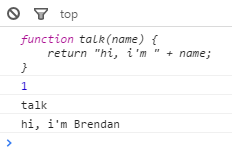 top
function talk(name) {
    return "hi, i'm " + name;
}
1
talk
hi, i'm Brendan
>